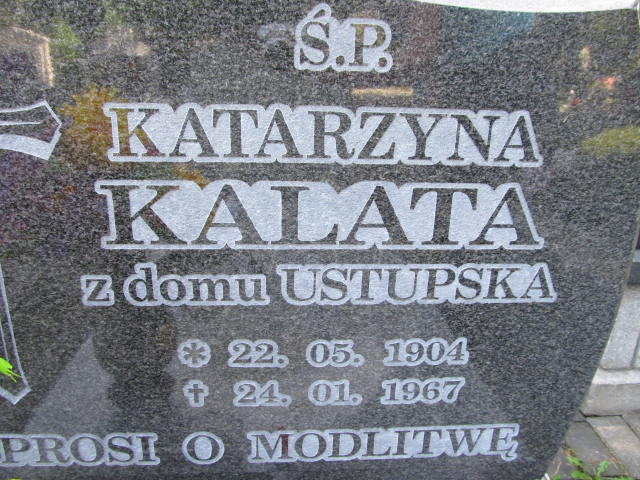 Ś.P.
KATARZYNA
KALATA
z domu USTUPSKA
* 22. 05. 1904
† 24. 01. 1967
PROSI O MODLITWĘ